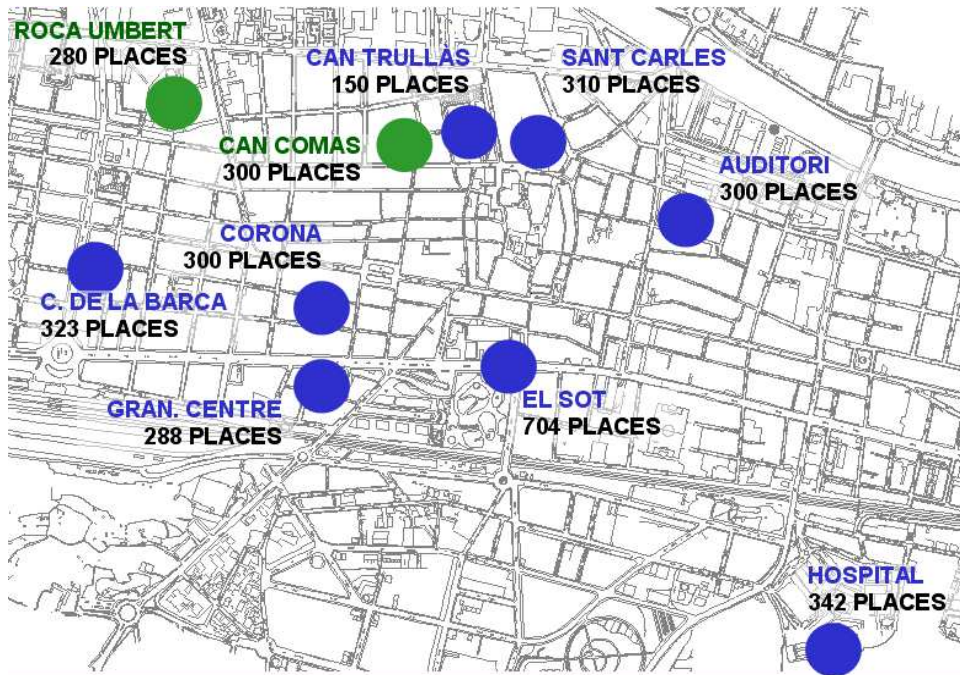 ROCA UMBERT
280 PLACES
CAN TRULLÀS
150 PLACES
SANT CARLES
310 PLACES
CAN COMAS
300 PLACES
AUDITORI
300 PLACES
CORONA
300 PLACES
C. DE LA BARCA
323 PLACES
GRAN. CENTRE
288 PLACES
EL SOT
704 PLACES
HOSPITAL
342 PLACES